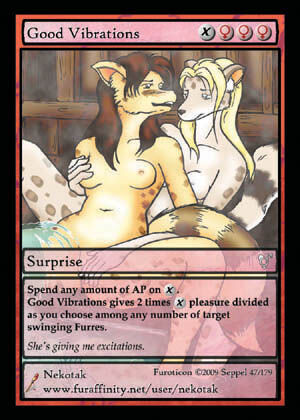 Good Vibrations X
Surprise
Spend any amount of AP on X.
Good Vibrations gives 2 times X pleasure divided
as you choose among any number of target
swinging Furres.
She's giving me excitations.
Nekotak Furoticon ©2009 Seppel 47/179
www.furaffinity.net/user/nekotak